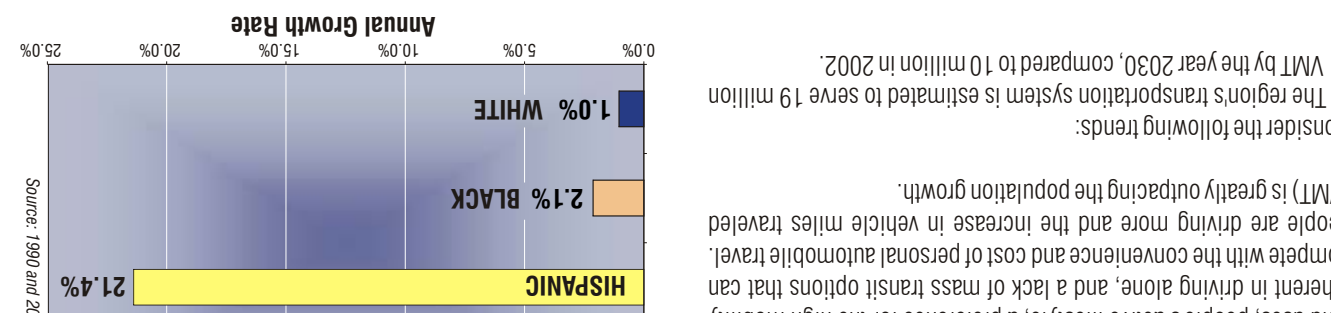 herent in driving alone, and a lack of mass transit options that can
ompete with the convenience and cost of personal automobile travel.
eople are driving more and the increase in vehicle miles traveled
MT) is greatly outpacing the population growth.
onsider the following trends:
The region's transportation system is estimated to serve 19 million
VMT by the year 2030, compared to 10 million in 2002.
HISPANIC 21.4%
2.1% BLACK
1.0% WHITE
0.0% 5.0% 10.0% 15.0% 20.0% 25.0%
Annual Growth Rate
Source: 1990 and 20